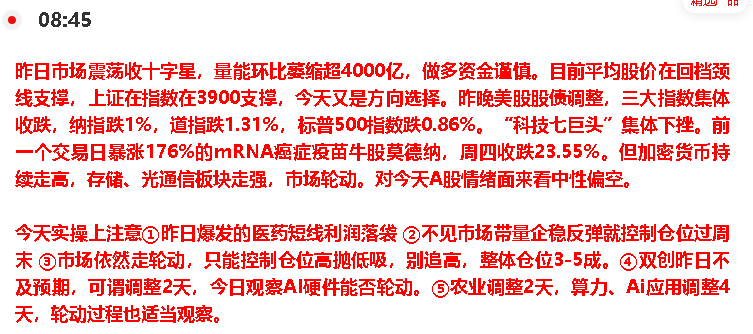 精选 品
08:45
昨日市场震荡收十字星，量能环比萎缩超4000亿，做多资金谨慎。目前平均股价在回档颈
线支撑，上证在指数在3900支撑，今天又是方向选择。昨晚美股股债调整，三大指数集体
收跌，纳指跌1%，道指跌1.31%，标普500指数跌0.86%。“科技七巨头”集体下挫。前
一个交易日暴涨176%的mRNA癌症疫苗牛股莫德纳，周四收跌23.55%。但加密货币持
续走高，存储、光通信板块走强，市场轮动。对今天A股情绪面来看中性偏空。
今天实操上注意①昨日爆发的医药短线利润落袋 ②不见市场带量企稳反弹就控制仓位过周
末 ③市场依然走轮动，只能控制仓位高抛低吸，别追高，整体仓位3-5成。④双创昨日不
及预期，可谓调整2天，今日观察AI硬件能否轮动。⑤农业调整2天，算力、Ai应用调整4
天，轮动过程也适当观察。